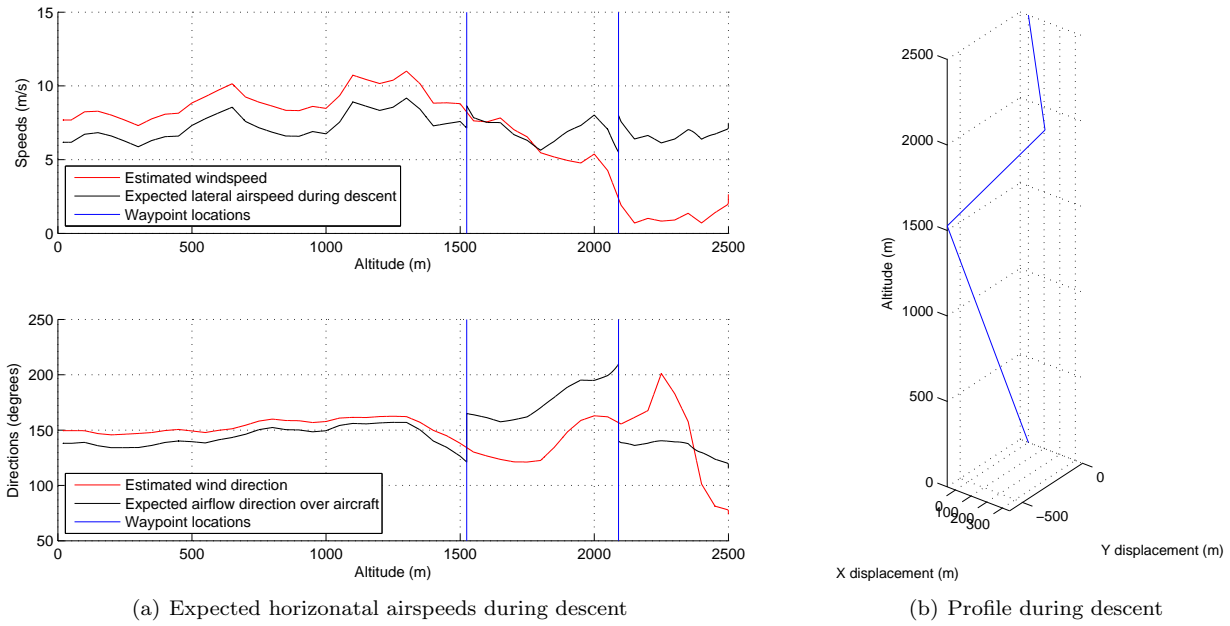 15
10
5
0
Speeds (m/s)
Estimated windspeed
Expected lateral airspeed during descent
Waypoint locations
0 500 1000 1500 2000 2500
Altitude (m)
250
200
150
100
50
Directions (degrees)
Estimated wind direction
Expected airflow direction over aircraft
Waypoint locations
0 500 1000 1500 2000 2500
Altitude (m)
(a) Expected horizonatal airspeeds during descent
2500
2000
1500
1000
500
0
Altitude (m)
0
100
200
300
−500
0
Y displacement (m)
X displacement (m)
(b) Profile during descent